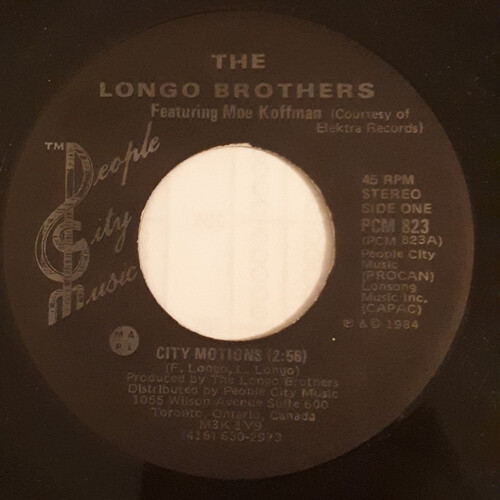 THE
LONGO BROTHERS
Featuring Moe Koffman (Courtesy of
Elektra Records)
TM
People
City
Music
45 RPM
STEREO
SIDE ONE
PCM 823
(PCM 823A)
People City
Music
(PROCAN)
Lonsong
Music Inc.
(CAPAC)
℗ & © 1984
M A
P L
CITY MOTIONS (2:56)
(F. Longo, L. Longo)
Produced by The Longo Brothers
Distributed by People City Music
1055 Wilson Avenue Suite 600
Toronto, Ontario, Canada
M3K 1Y9
(416) 630-2973